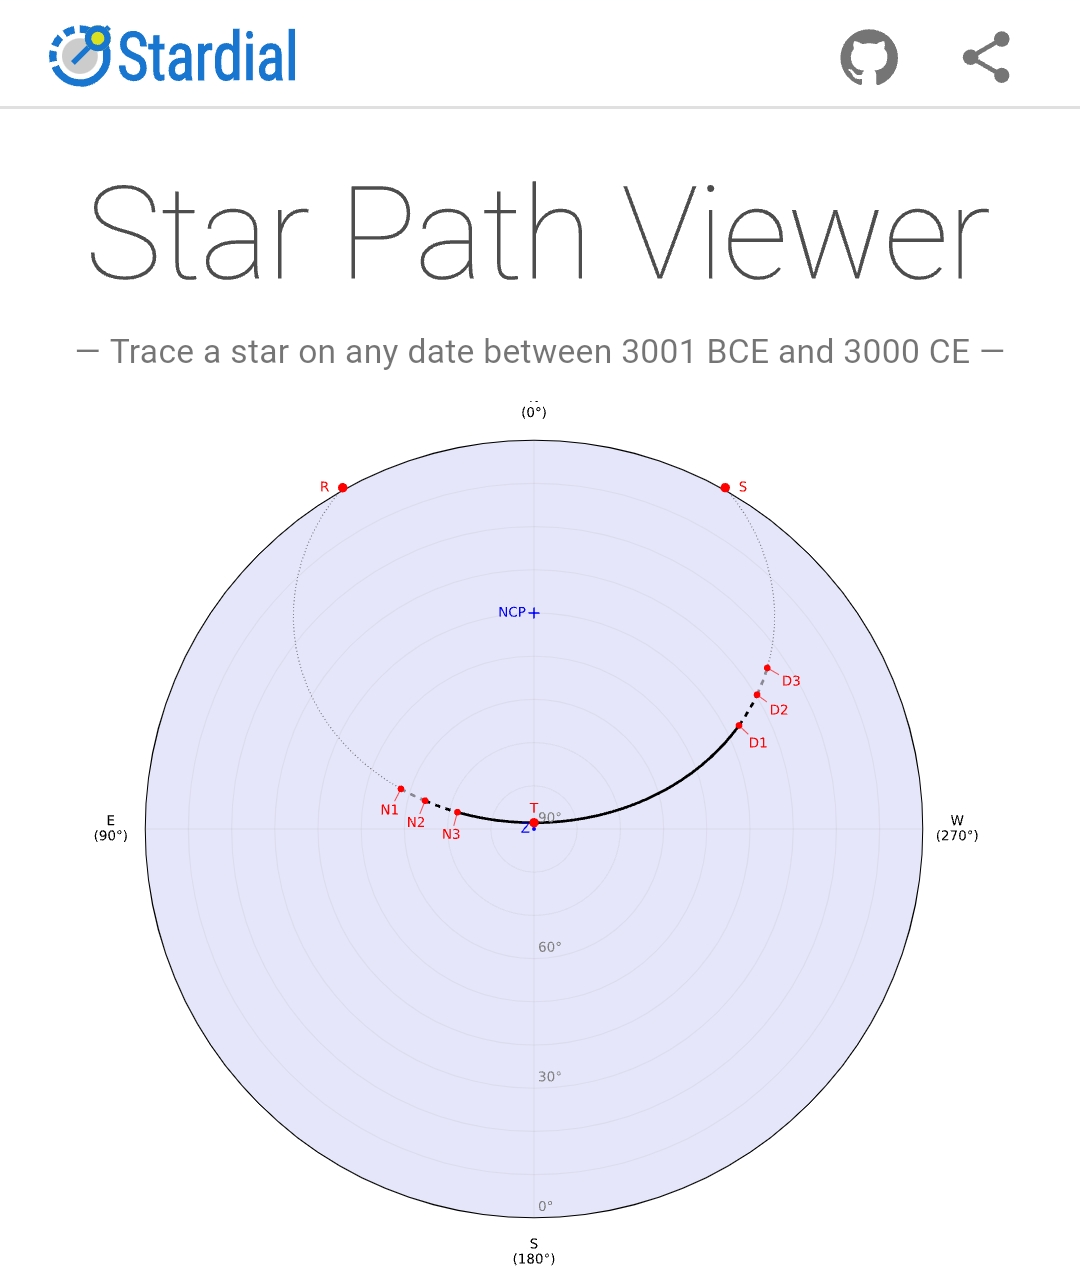 Stardial
Star Path Viewer
— Trace a star on any date between 3001 BCE and 3000 CE —
(0°)
R
S
NCP
D3
D2
D1
T
90°
Z
N1
N2
N3
E
(90°)
W
(270°)
60°
30°
0°
S
(180°)